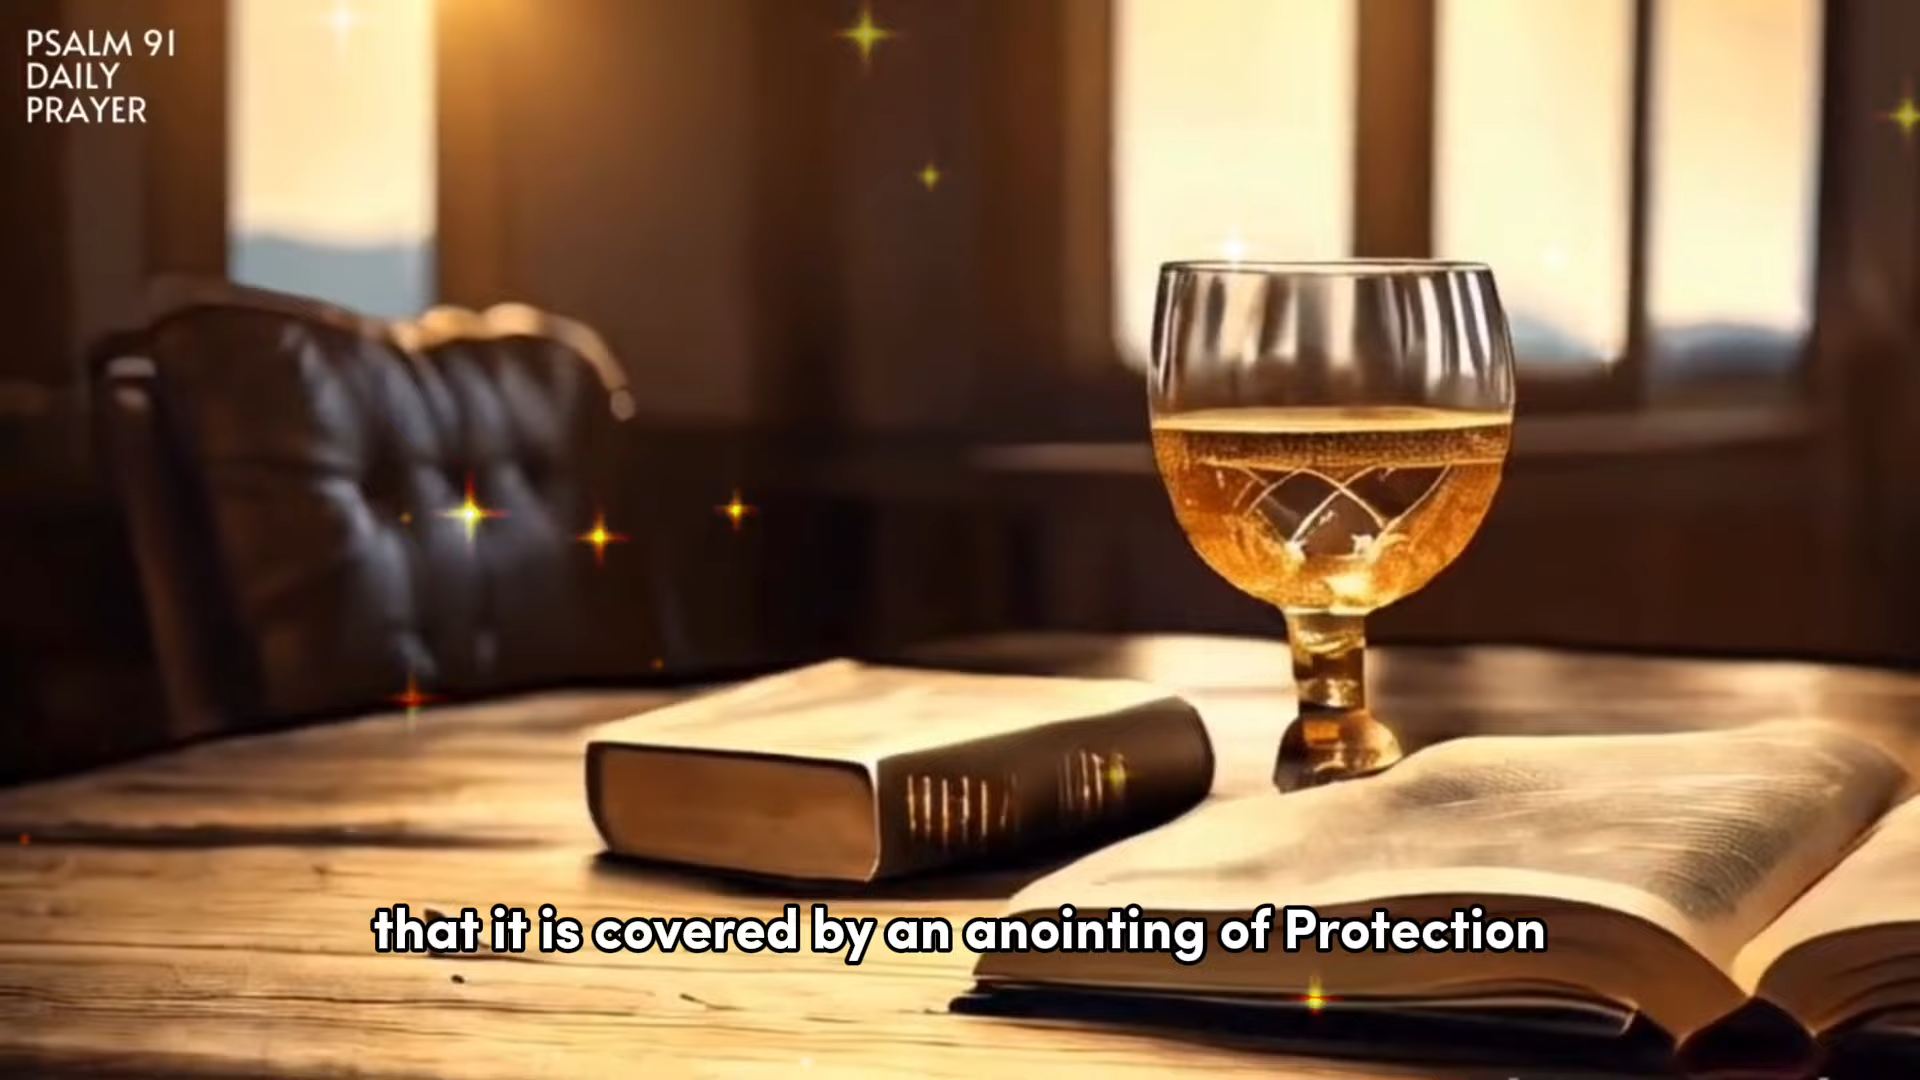 PSALM 91
DAILY
PRAYER
that it is covered by an anointing of Protection